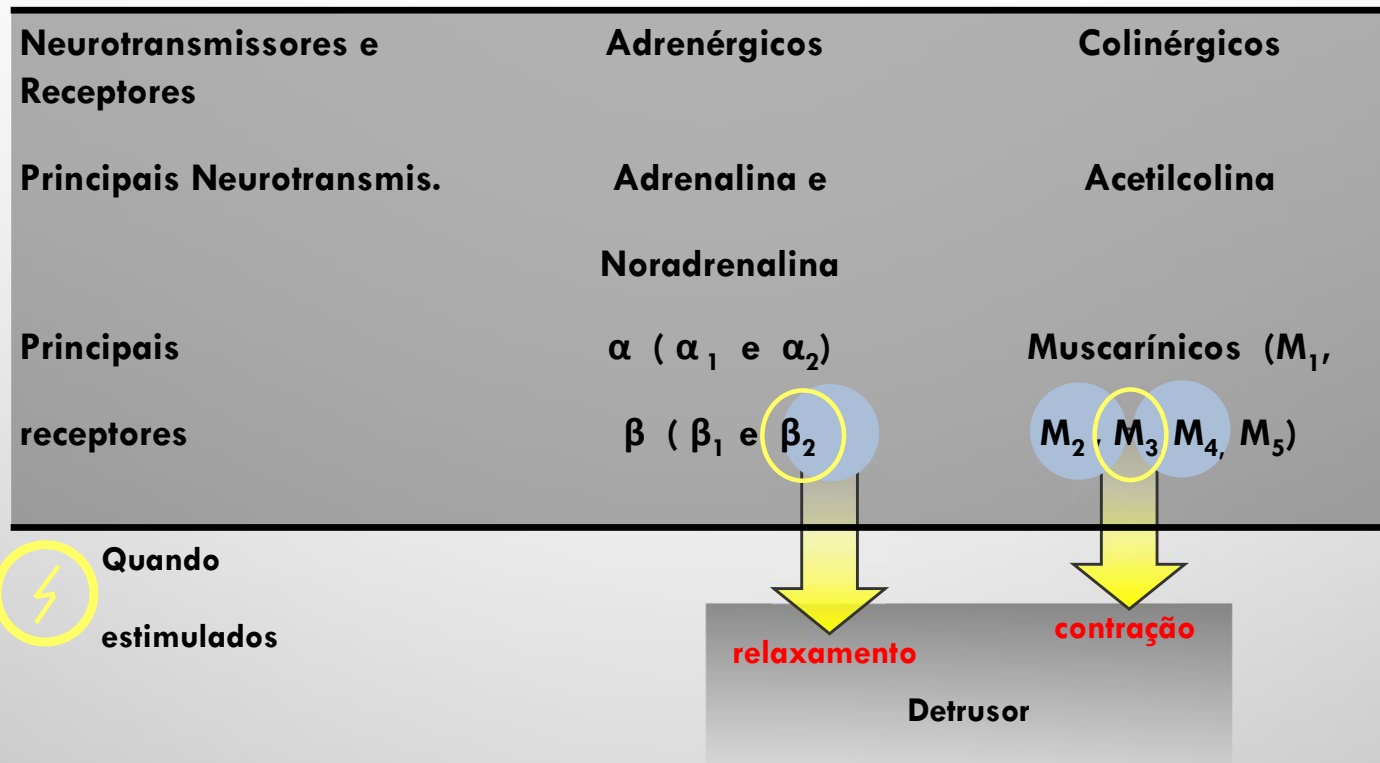 Neurotransmissores e Adrenérgicos Colinérgicos
Receptores
Principais Neurotransmis. Adrenalina e Acetilcolina
Noradrenalina
Principais α ( α₁ e α₂) Muscarínicos (M₁,
receptores β ( β₁ e β₂ M₂ , M₃ M₄, M₅)
Quando
estimulados
relaxamento contração
Detrusor